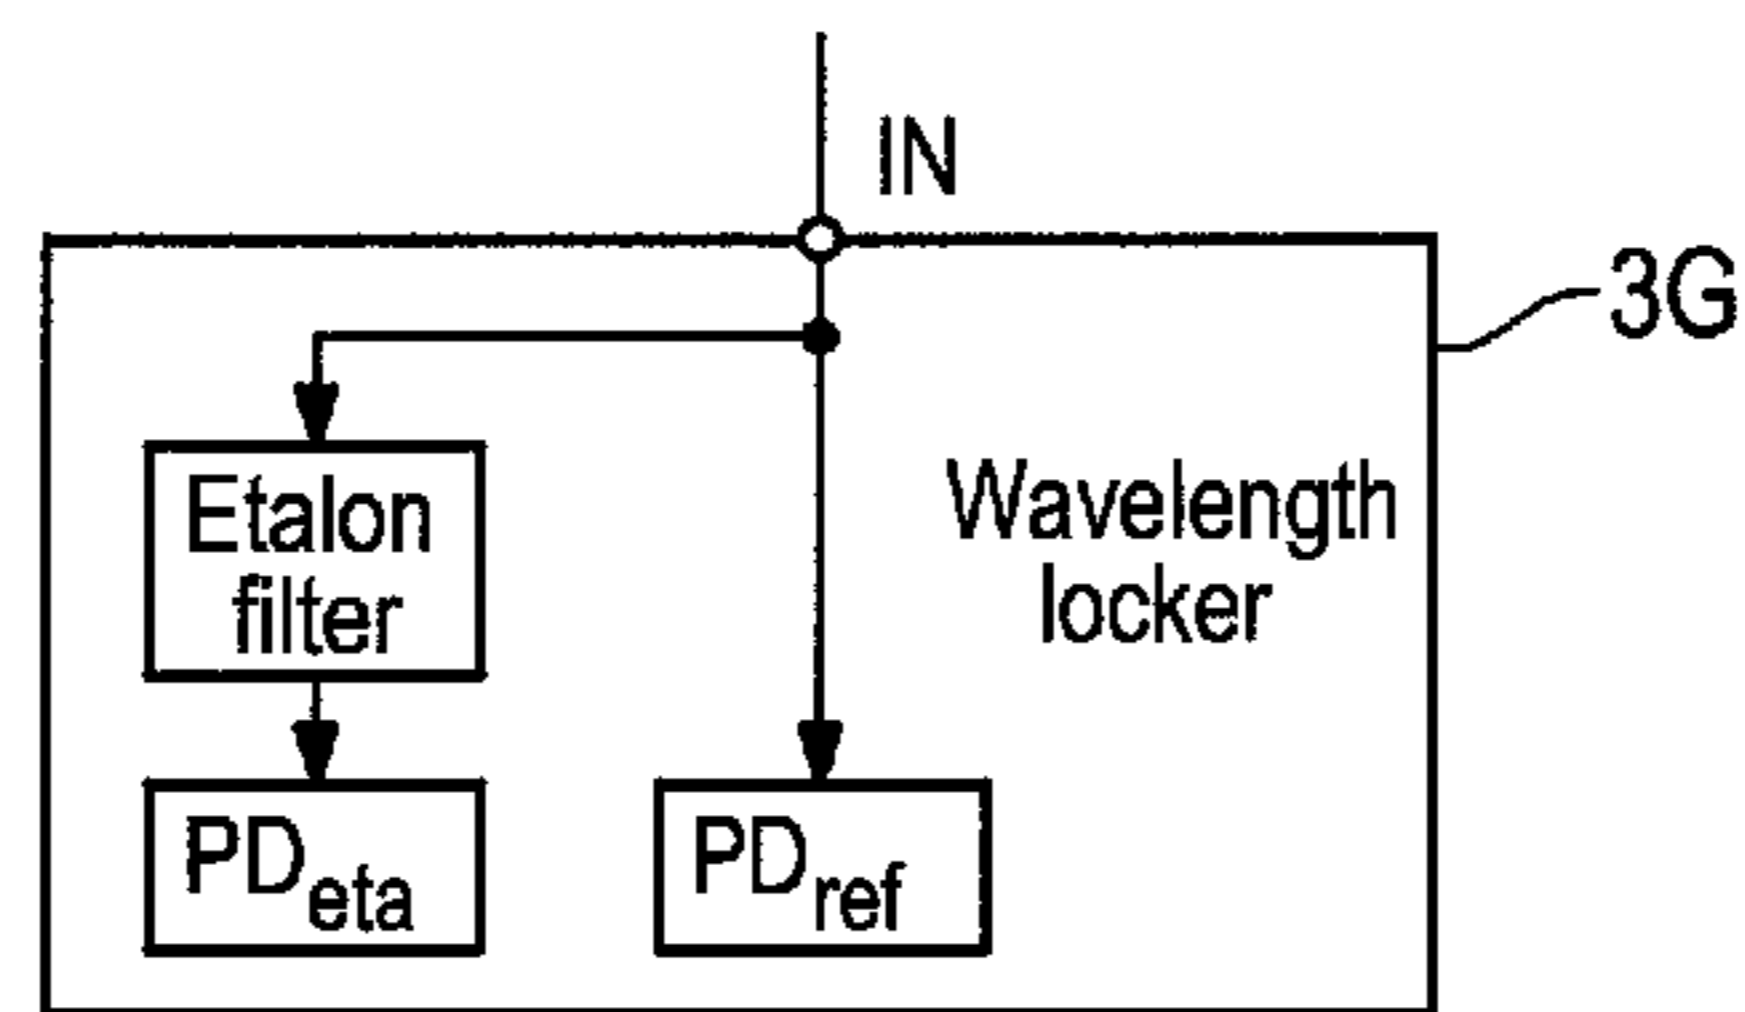 IN
3G
Etalon
filter
Wavelength
locker
PDeta
PDref